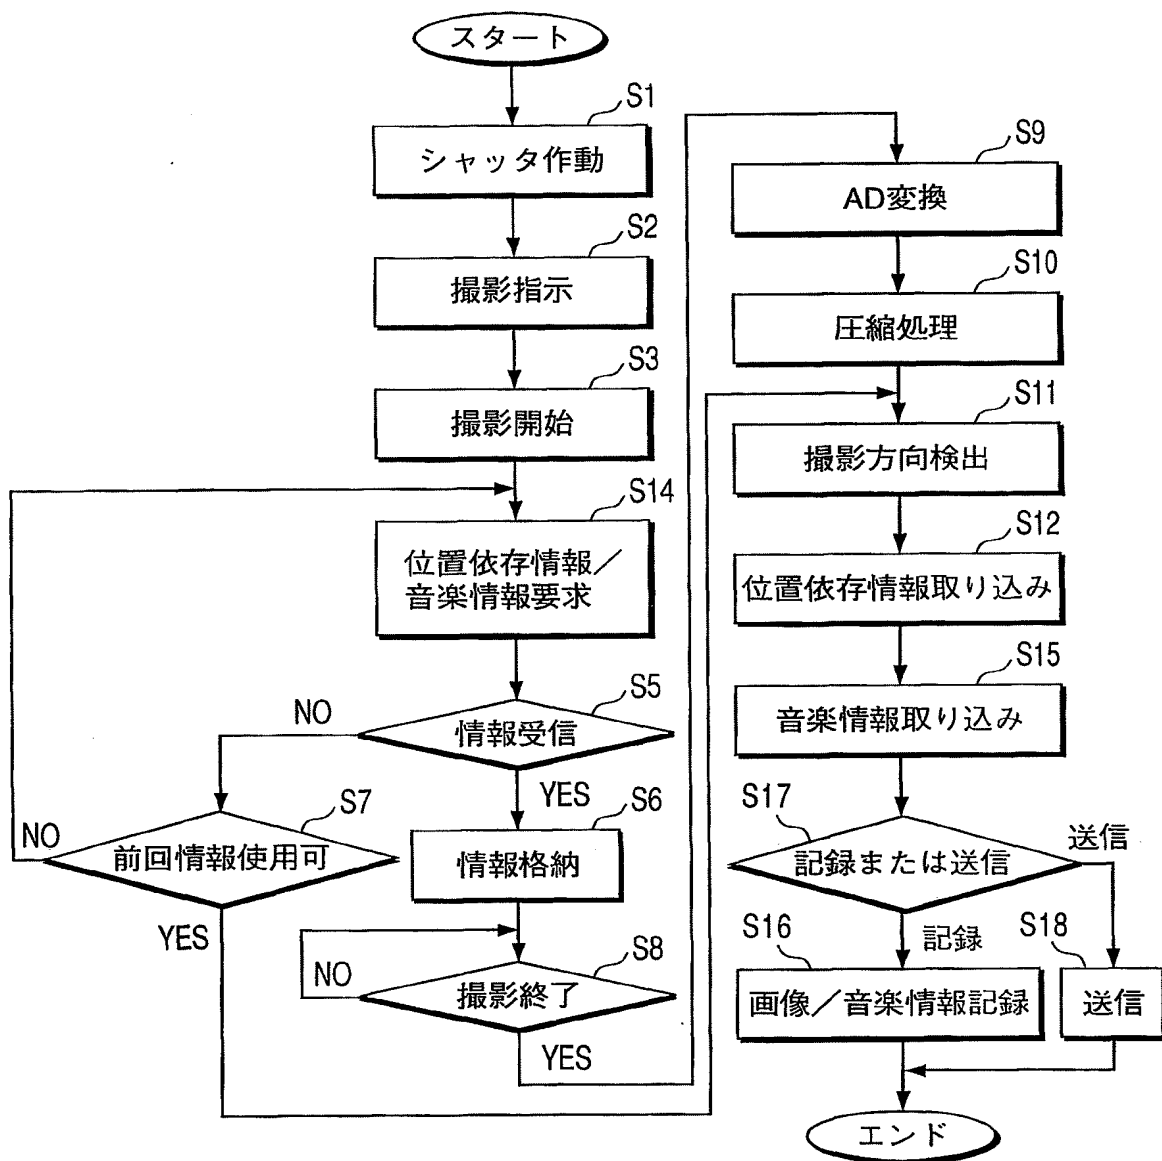 スタート
S1
シャッタ作動
S2
撮影指示
S3
撮影開始
S14
位置依存情報／
音楽情報要求
S5
情報受信
NO
YES
S7
前回情報使用可
NO
YES
S6
情報格納
S8
撮影終了
NO
YES
S9
AD変換
S10
圧縮処理
S11
撮影方向検出
S12
位置依存情報取り込み
S15
音楽情報取り込み
S17
記録または送信
送信
記録
S16
画像／音楽情報記録
S18
送信
エンド